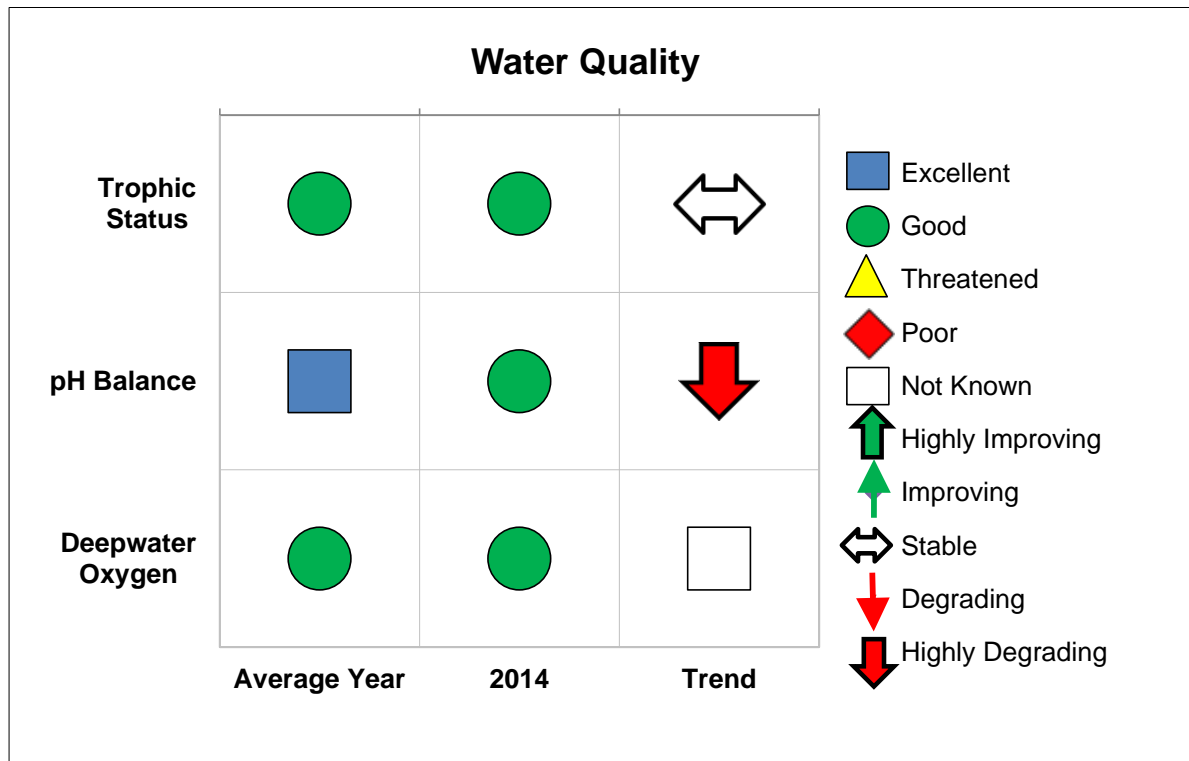 Water Quality
Trophic
Status
pH Balance
Deepwater
Oxygen
Average Year
2014
Trend
Excellent
Good
Threatened
Poor
Not Known
Highly Improving
Improving
Stable
Degrading
Highly Degrading